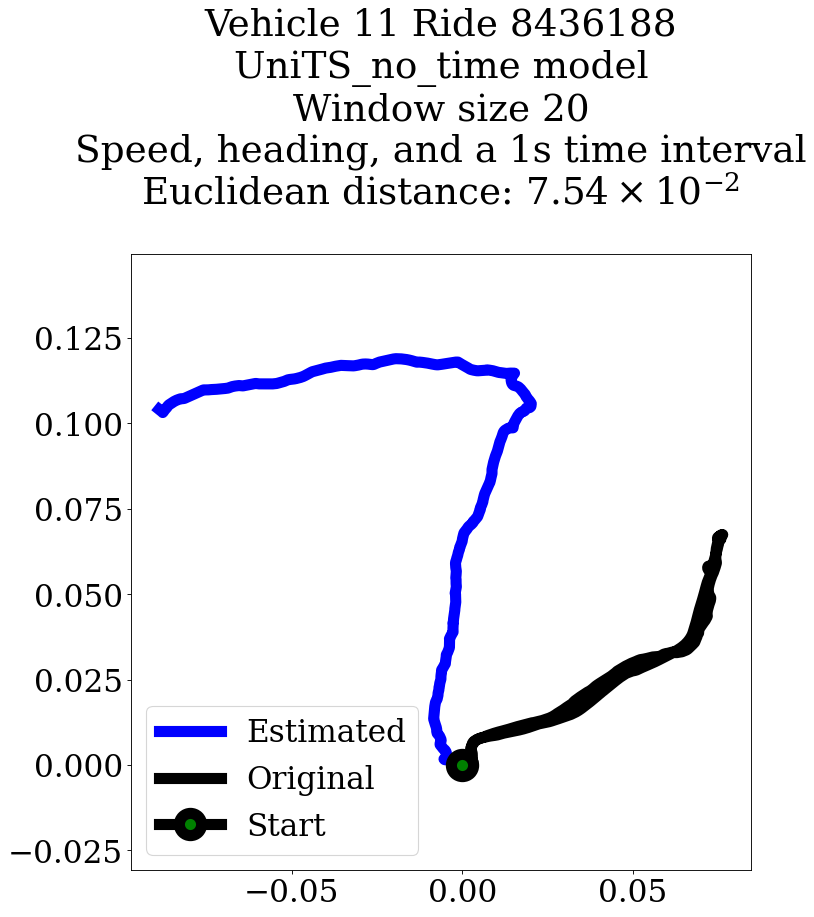 Vehicle 11 Ride 8436188
UniTS_no_time model
Window size 20
Speed, heading, and a 1s time interval
Euclidean distance: 7.54 × 10⁻²
0.125
0.100
0.075
0.050
0.025
0.000
−0.025
Estimated
Original
Start
−0.05
0.00
0.05